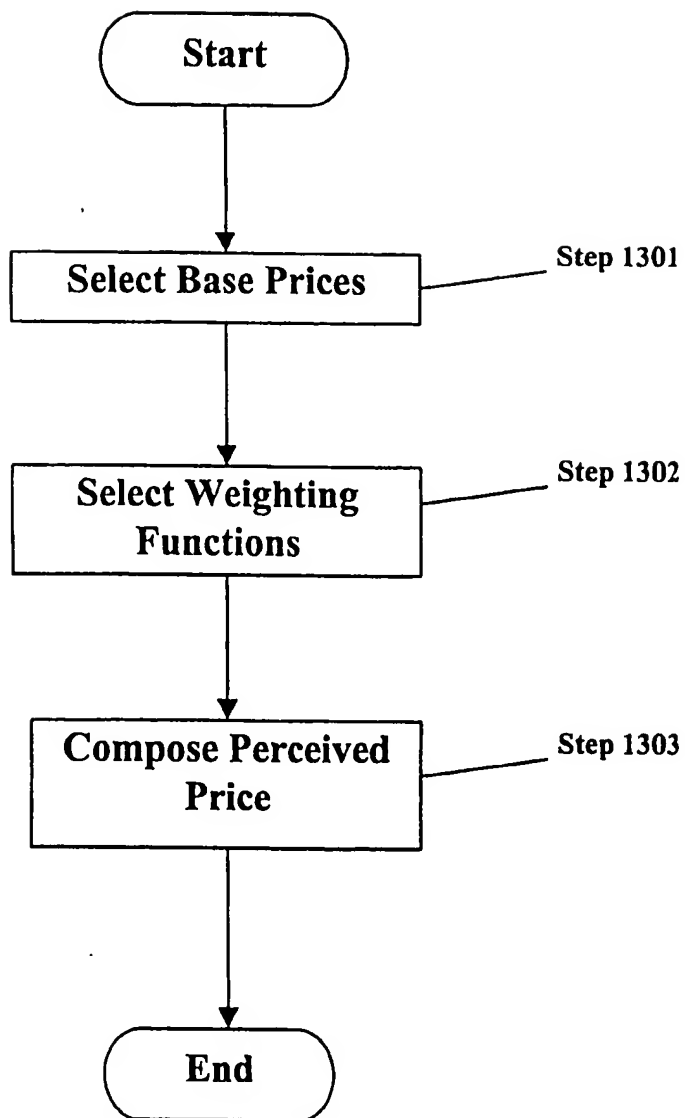 Start
Select Base Prices
Step 1301
Select Weighting
Functions
Step 1302
Compose Perceived
Price
Step 1303
End